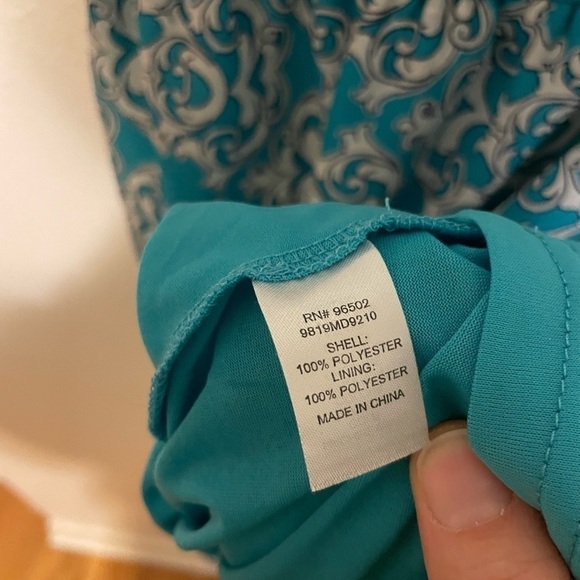 RN# 96502
9819MD9210
SHELL:
100% POLYESTER
LINING:
100% POLYESTER
MADE IN CHINA